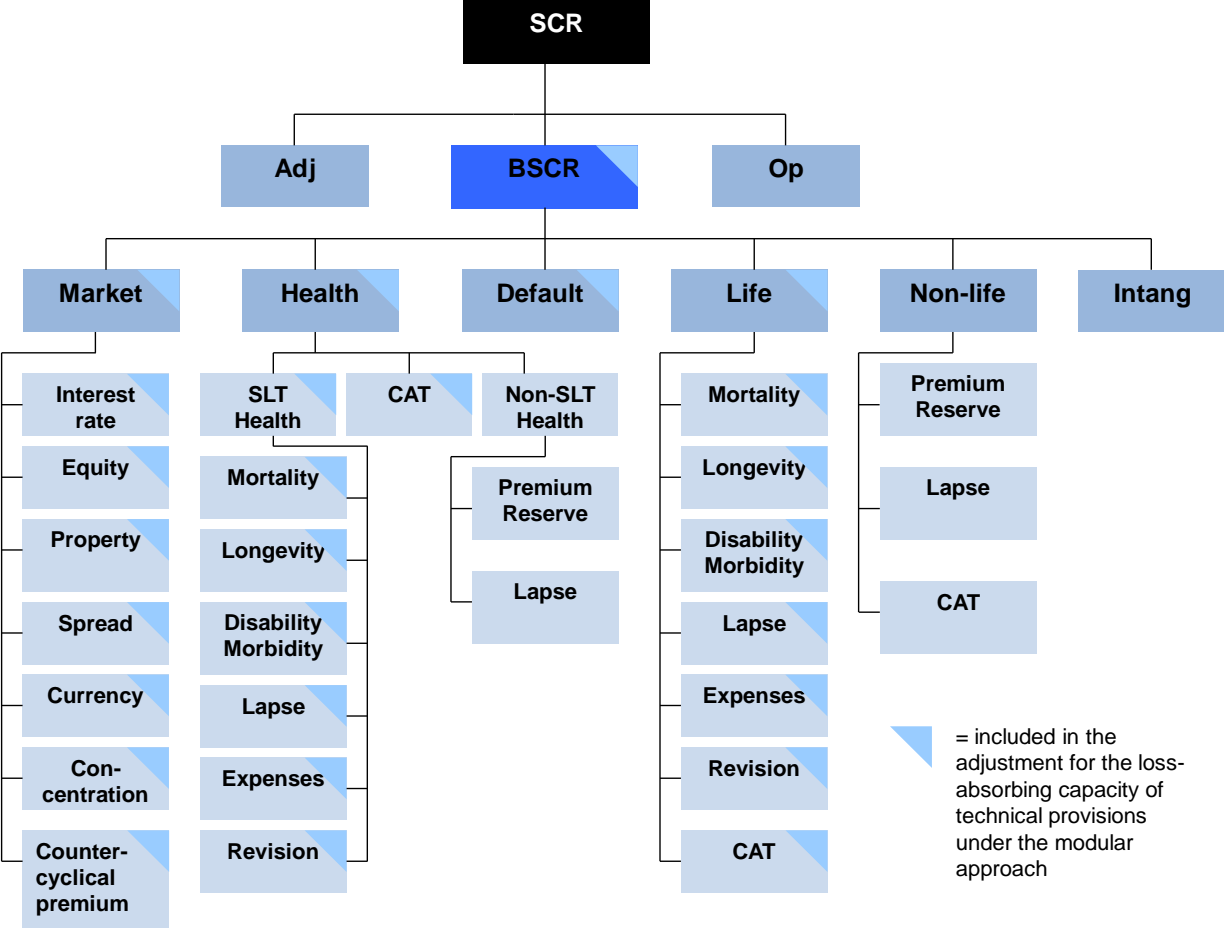 SCR
Adj
BSCR
Op
Market
Health
Default
Life
Non-life
Intang
Interest
rate
Equity
Property
Spread
Currency
Con-
centration
Counter-
cyclical
premium
SLT
Health
CAT
Non-SLT
Health
Mortality
Longevity
Disability
Morbidity
Lapse
Expenses
Revision
Premium
Reserve
Lapse
Mortality
Longevity
Disability
Morbidity
Lapse
Expenses
Revision
CAT
Premium
Reserve
Lapse
CAT
= included in the
adjustment for the loss-
absorbing capacity of
technical provisions
under the modular
approach